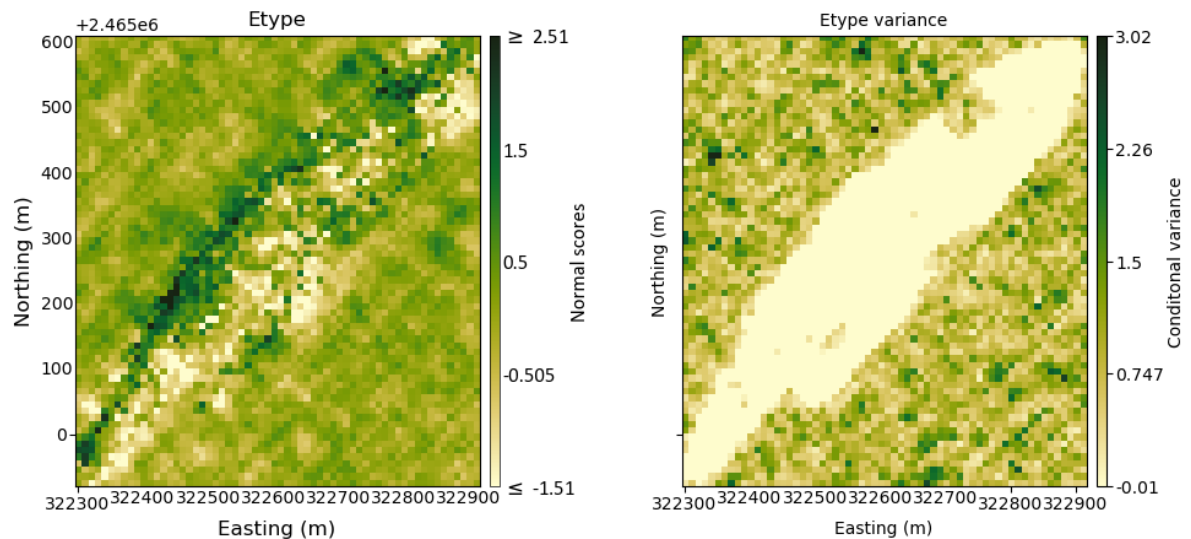 +2.465e6
Etype
600
500
400
300
200
100
0
Northing (m)
322300 322400 322500 322600 322700 322800 322900
Easting (m)
≥ 2.51
1.5
0.5
-0.505
≤ -1.51
Normal scores
Etype variance
Northing (m)
322300 322400 322500 322600 322700 322800 322900
Easting (m)
3.02
2.26
1.5
0.747
-0.01
Conditonal variance